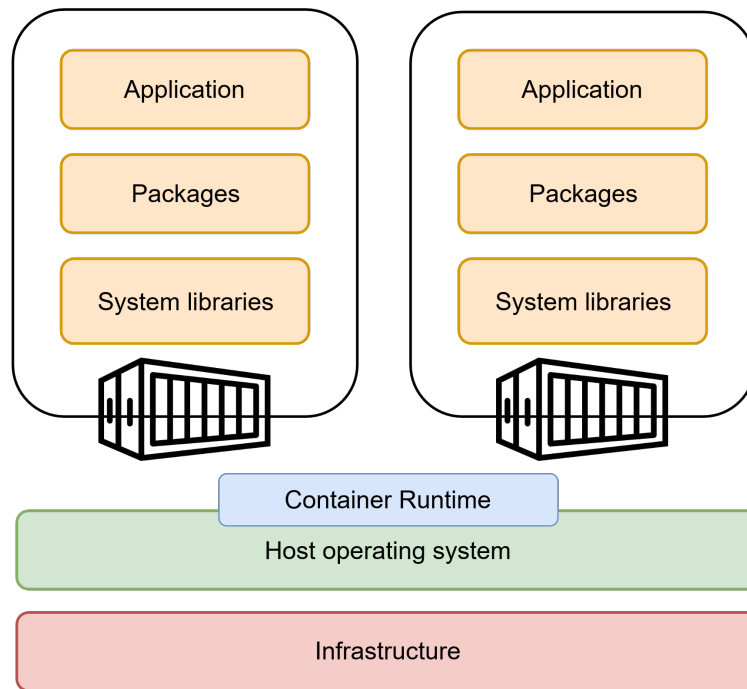 Application
Packages
System libraries
Application
Packages
System libraries
Container Runtime
Host operating system
Infrastructure